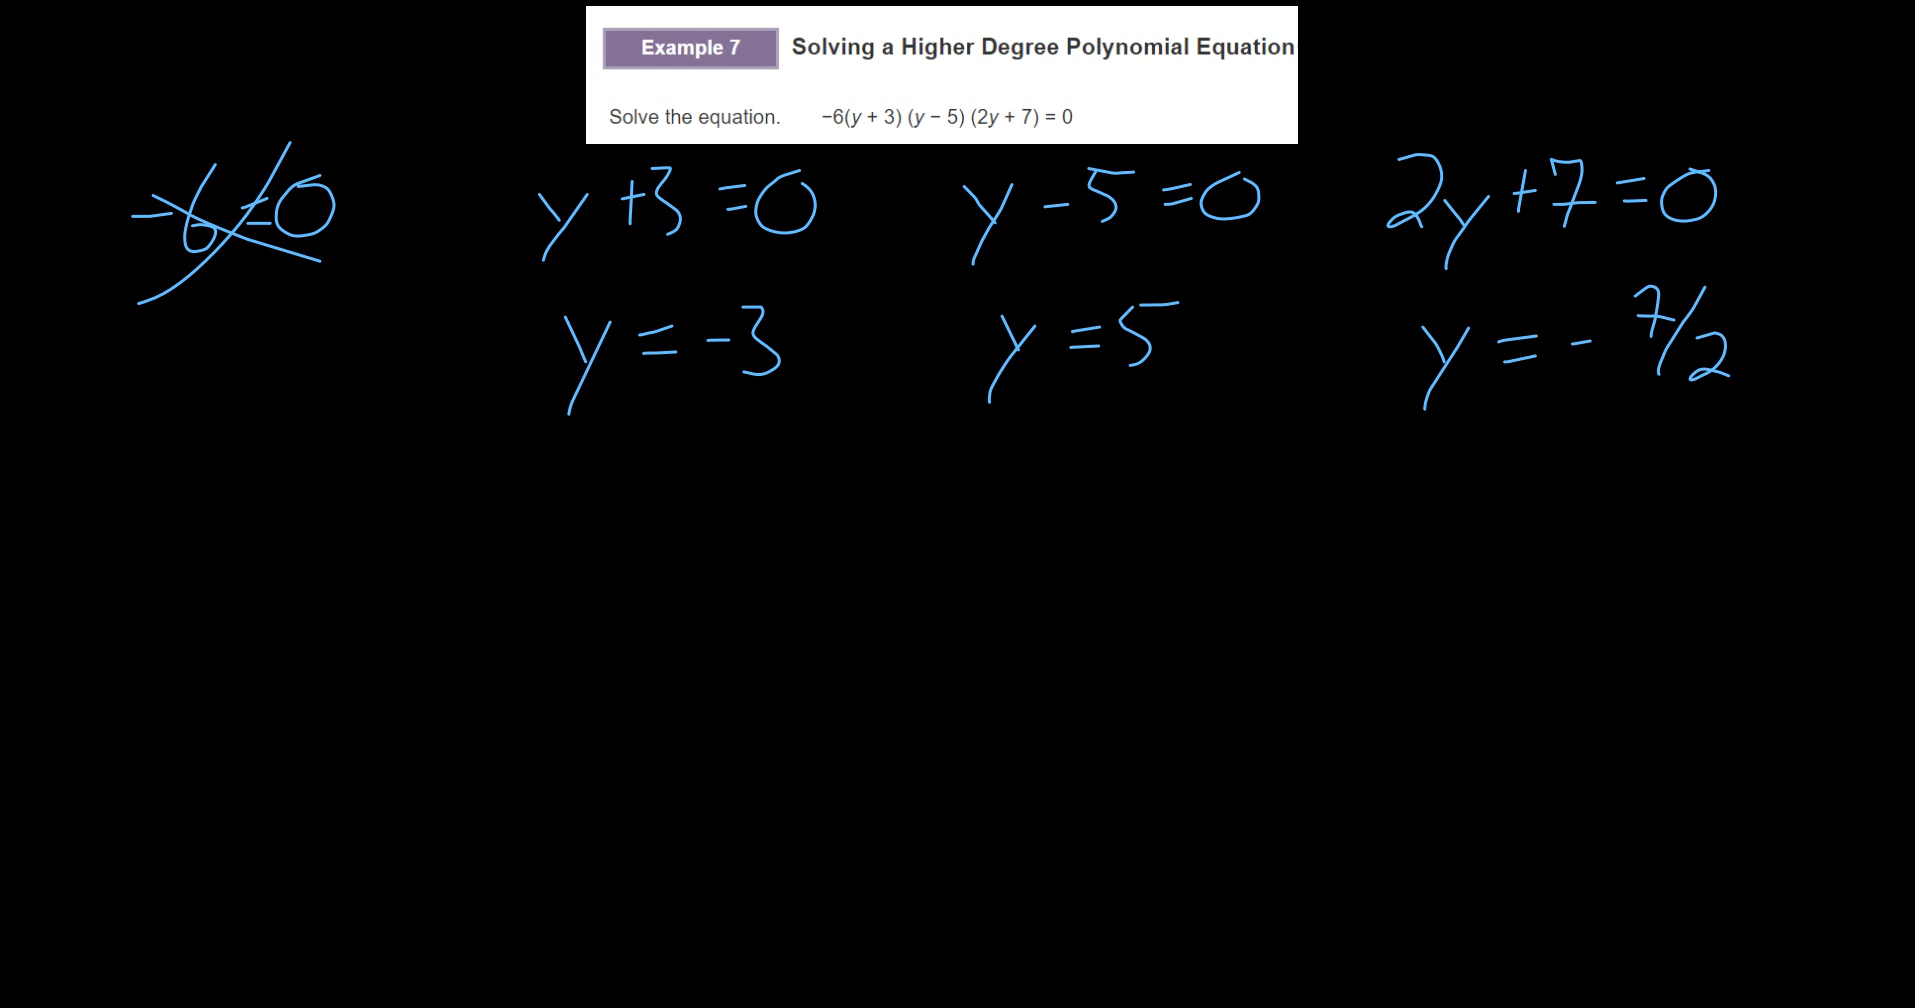 Example 7 Solving a Higher Degree Polynomial Equation
Solve the equation. −6(y + 3) (y − 5) (2y + 7) = 0
-6=0 y+3=0 y-5=0 2y+7=0
y=-3 y=5 y=-7/2